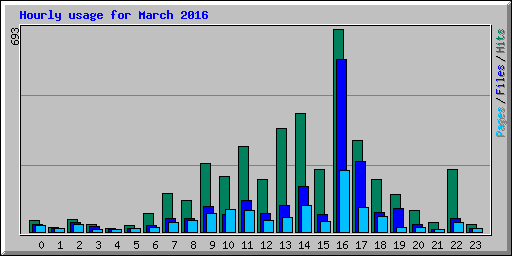 Hourly usage for March 2016
693
Pages/Files/Hits
0 1 2 3 4 5 6 7 8 9 10 11 12 13 14 15 16 17 18 19 20 21 22 23